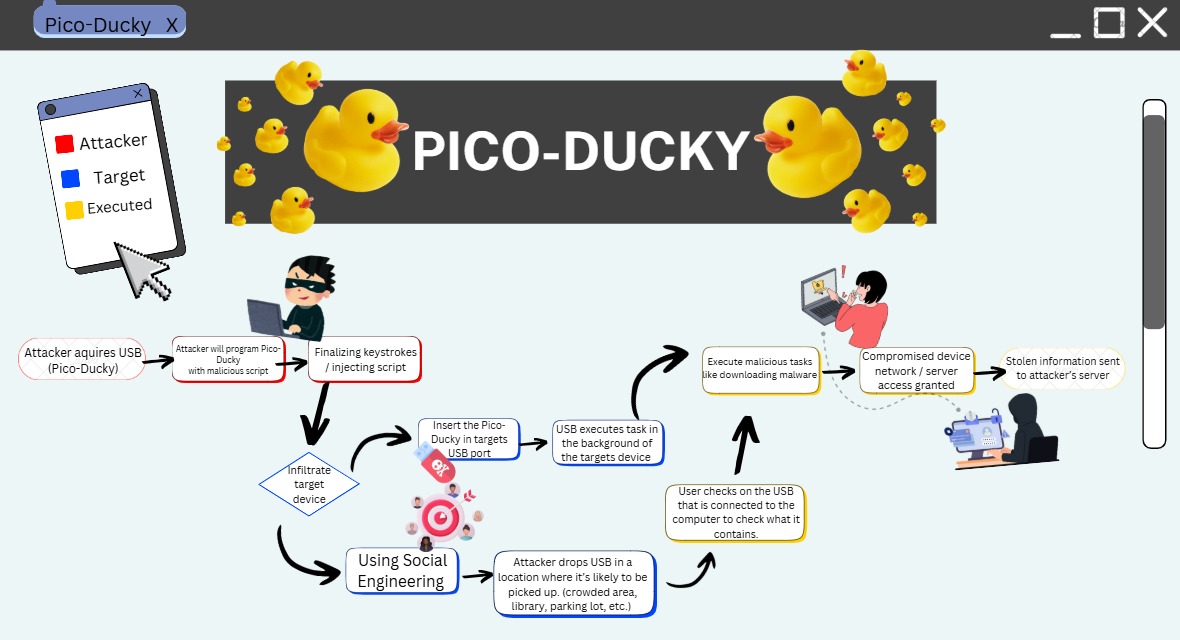 Pico-Ducky X
PICO-DUCKY
Attacker
Target
Executed
Attacker aquires USB
(Pico-Ducky)
Attacker will program Pico-
Ducky
with malicious script
Finalizing keystrokes
/ injecting script
Infiltrate
target
device
Insert the Pico-
Ducky in targets
USB port
USB executes task in
the background of
the targets device
Using Social
Engineering
Attacker drops USB in a
location where it's likely to be
picked up. (crowded area,
library, parking lot, etc.)
User checks on the USB
that is connected to the
computer to check what it
contains.
Execute malicious tasks
like downloading malware
Compromised device
network / server
access granted
Stolen information sent
to attacker's server